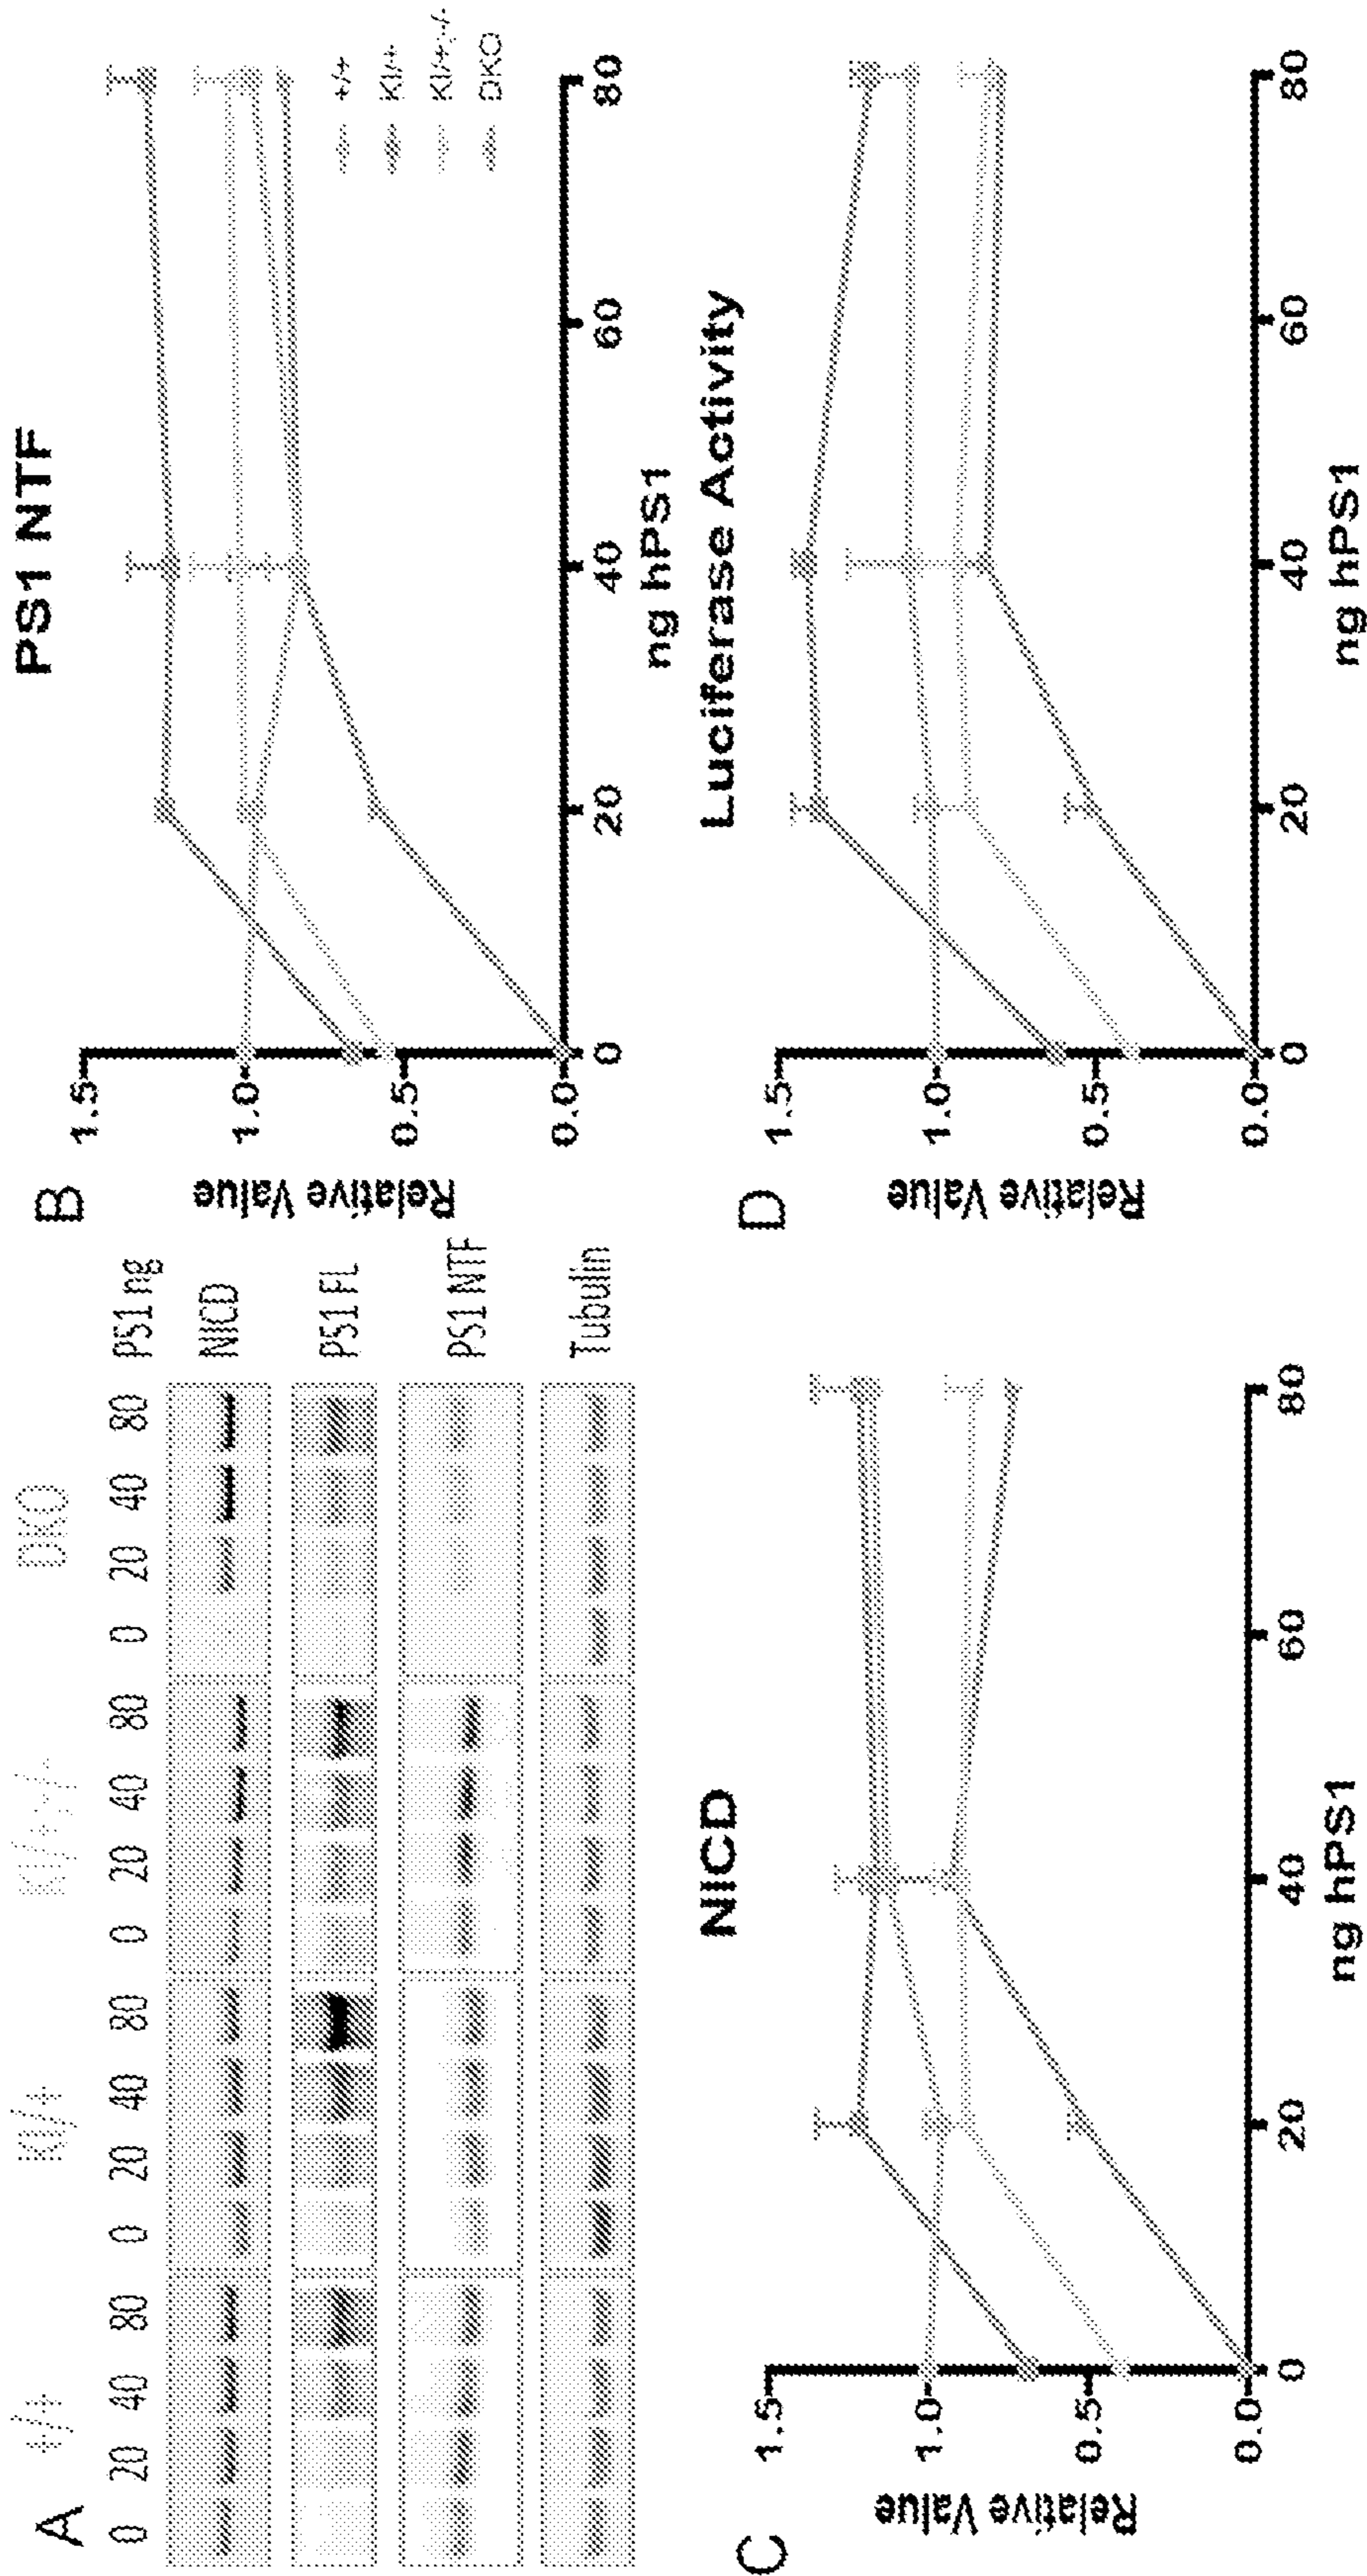 A
+/+ KI/+ KI/+;-/- DKO
0 20 40 80 0 20 40 80 0 20 40 80 0 20 40 80 PS1 ng
NICD
PS1 FL
PS1 NTF
Tubulin
B
PS1 NTF
Relative Value
1.5
1.0
0.5
0.0
0 20 40 60 80
ng hPS1
+/+
KI/+
KI/+;-/-
DKO
C
NICD
Relative Value
1.5
1.0
0.5
0.0
0 20 40 60 80
ng hPS1
D
Luciferase Activity
Relative Value
1.5
1.0
0.5
0.0
0 20 40 60 80
ng hPS1